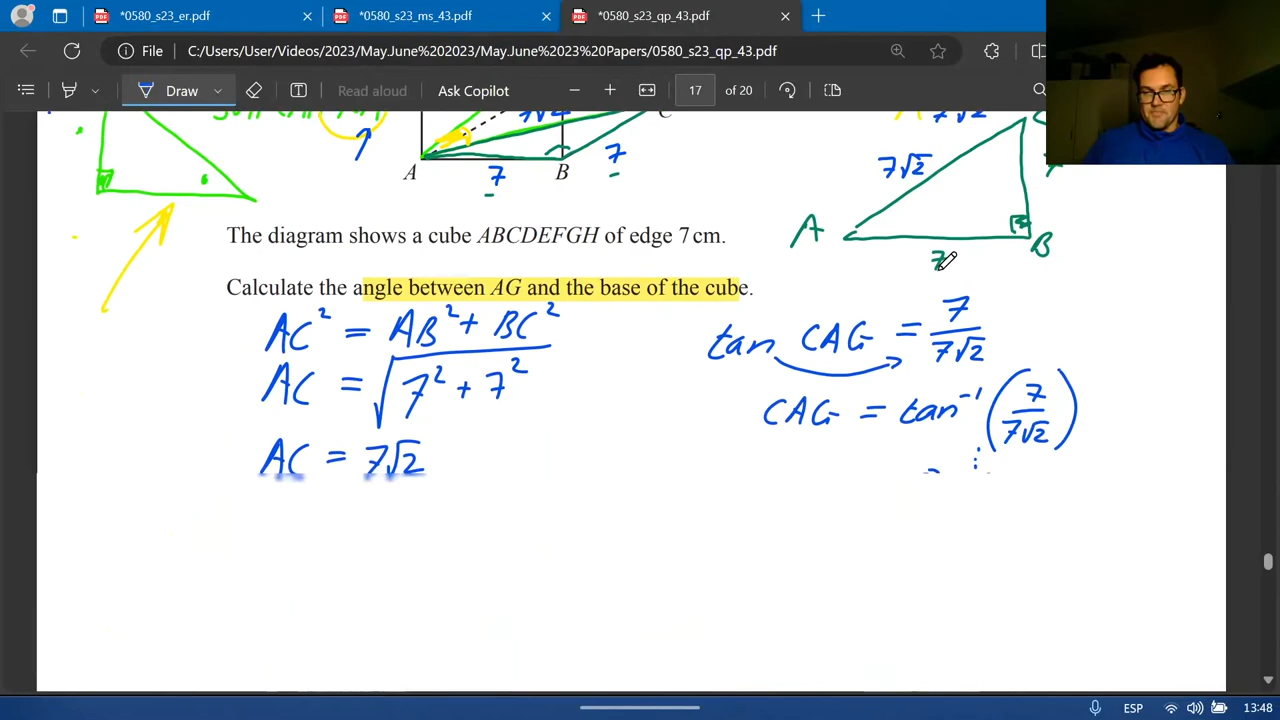 *0580_s23_er.pdf
*0580_s23_ms_43.pdf
*0580_s23_qp_43.pdf
File
C:/Users/User/Videos/2023/May.June%202023/May.June%2023%20Papers/0580_s23_qp_43.pdf
Draw
Read aloud
Ask Copilot
17 of 20
7√2
A
B
C
7
7
7√2
7√2
A
B
7
The diagram shows a cube ABCDEFGH of edge 7 cm.
Calculate the angle between AG and the base of the cube.
AC² = AB² + BC²
AC = √7² + 7²
AC = 7√2
tan CAG = 7/7√2
CAG = tan⁻¹ (7/7√2)
ESP
13:48